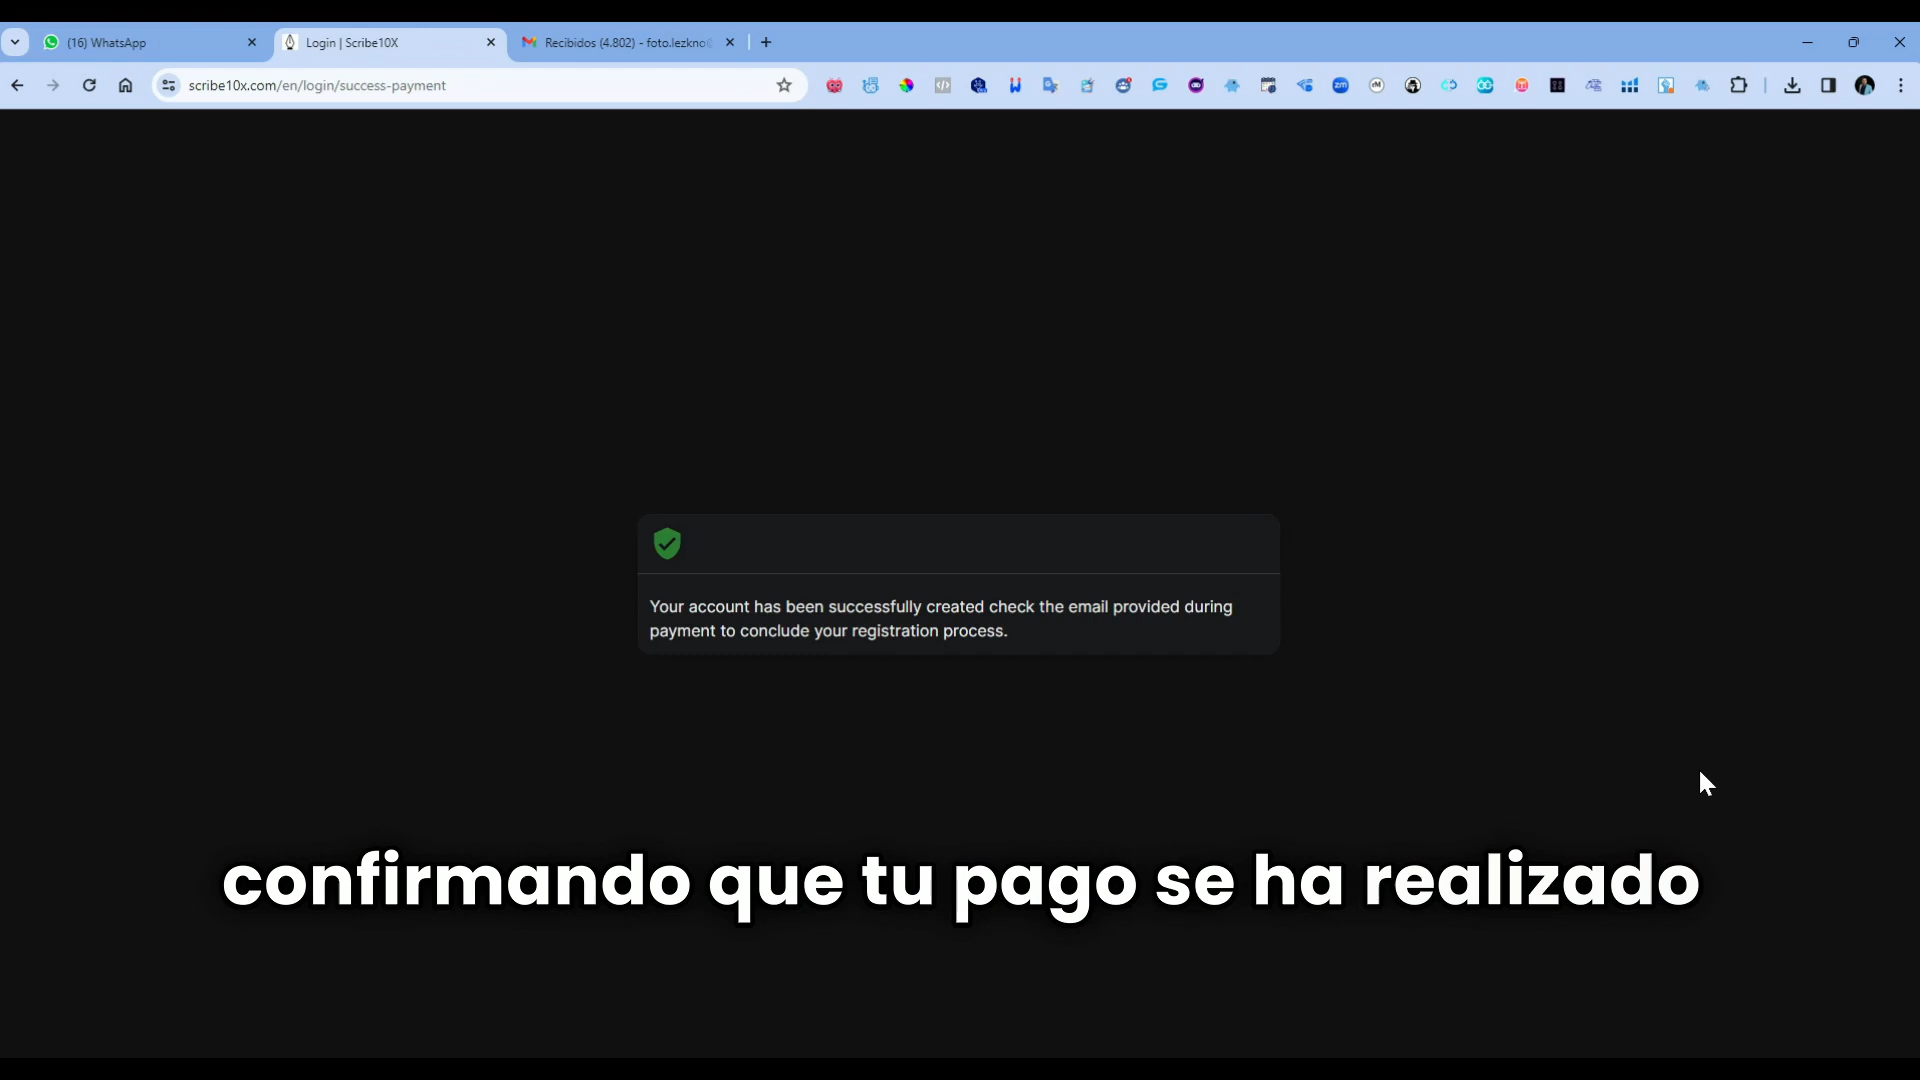 (16) WhatsApp
Login | Scribe10X
Recibidos (4.802) - foto.lezkno
scribe10x.com/en/login/success-payment
Your account has been successfully created check the email provided during
payment to conclude your registration process.
confirmando que tu pago se ha realizado